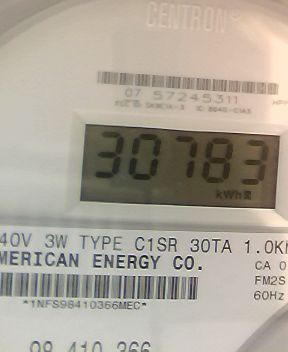 CENTRON®
07 57245311
30783
kWh
40V 3W TYPE C1SR 30TA 1.0K
MERICAN ENERGY CO.
CA 0
FM2S
60Hz
*1NFS98410366MEC*
98 410 366